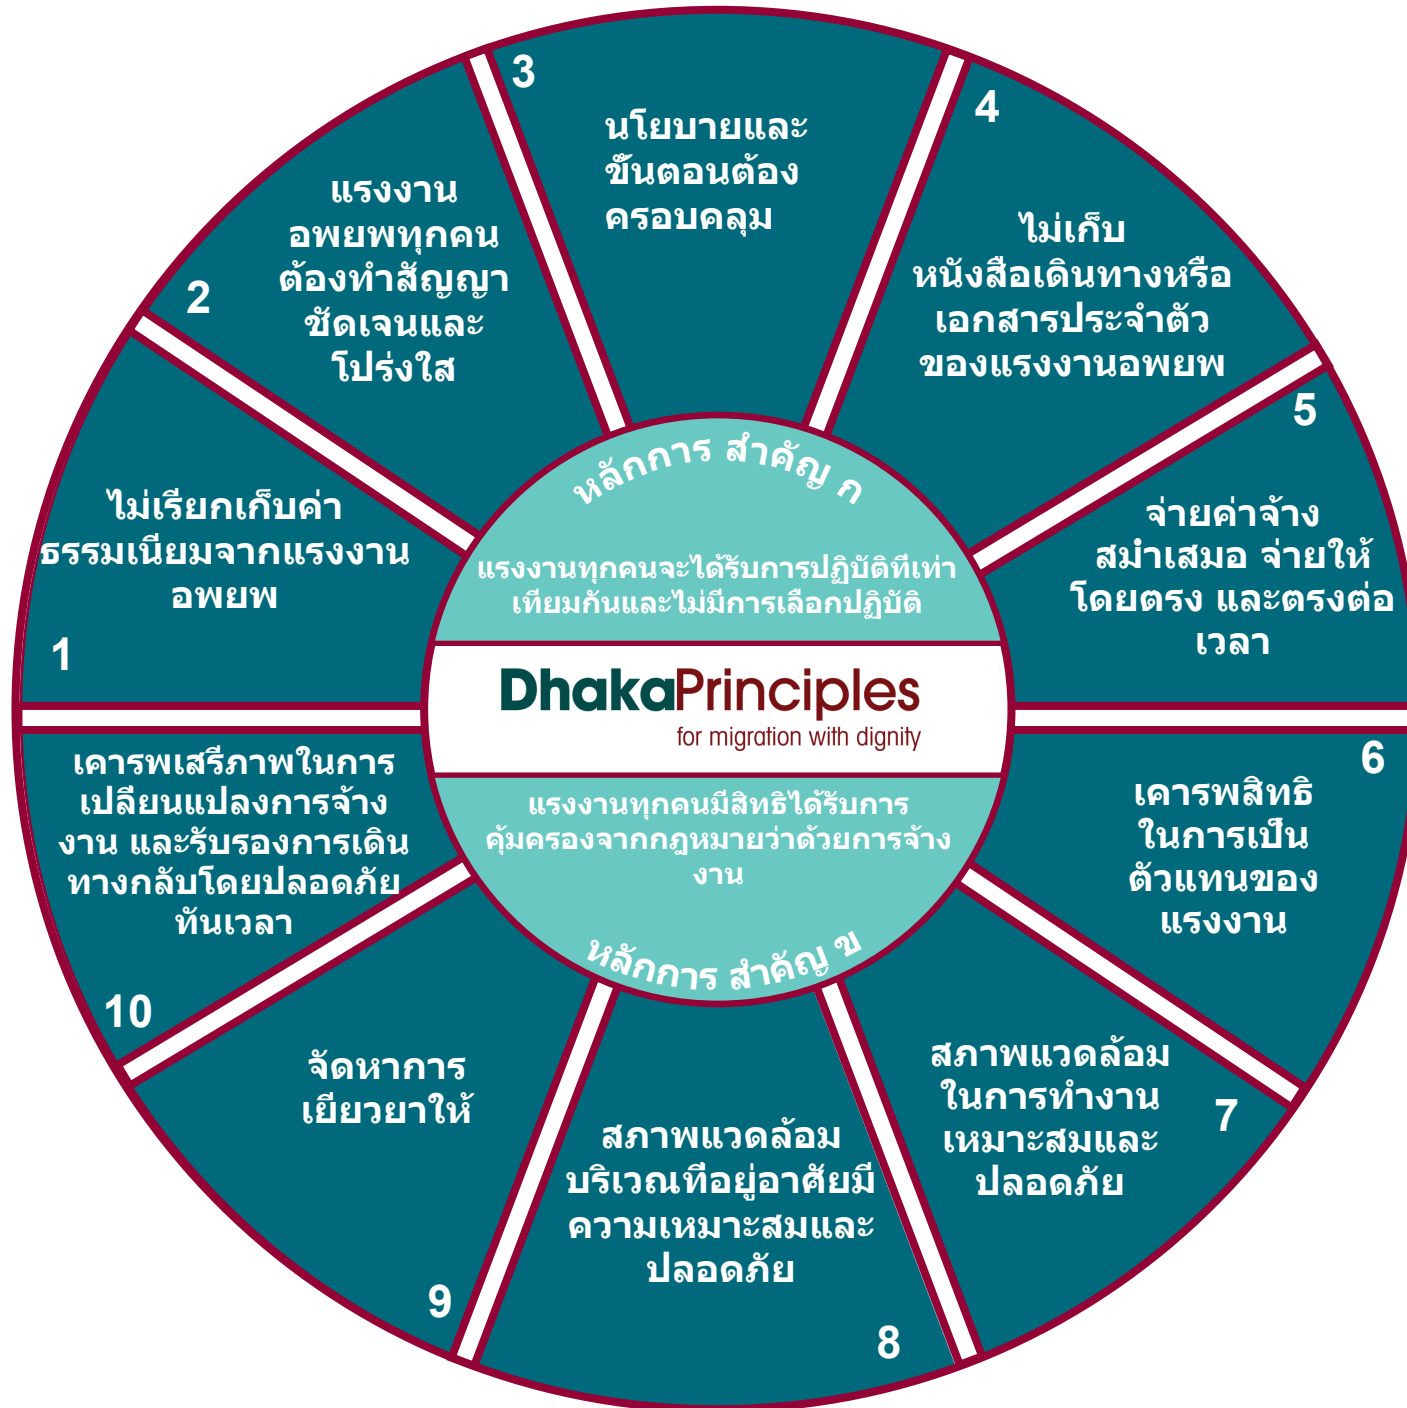 3
นโยบายและ
ขั้นตอนต้อง
ครอบคลุม
4
ไม่เก็บ
หนังสือเดินทางหรือ
เอกสารประจำตัว
ของแรงงานอพยพ
2
แรงงาน
อพยพทุกคน
ต้องทำสัญญา
ชัดเจนและ
โปร่งใส
5
จ่ายค่าจ้าง
สม่ำเสมอ จ่ายให้
โดยตรง และตรงต่อ
เวลา
ไม่เรียกเก็บค่า
ธรรมเนียมจากแรงงาน
อพยพ
1
หลักการ สำคัญ ก
แรงงานทุกคนจะได้รับการปฏิบัติที่เท่า
เทียมกันและไม่มีการเลือกปฏิบัติ
DhakaPrinciples
for migration with dignity
แรงงานทุกคนมีสิทธิได้รับการ
คุ้มครองจากกฎหมายว่าด้วยการจ้าง
งาน
หลักการ สำคัญ ข
6
เคารพสิทธิ
ในการเป็น
ตัวแทนของ
แรงงาน
เคารพเสรีภาพในการ
เปลี่ยนแปลงการจ้าง
งาน และรับรองการเดิน
ทางกลับโดยปลอดภัย
ทันเวลา
10
สภาพแวดล้อม
ในการทำงาน
เหมาะสมและ
ปลอดภัย
7
จัดหาการ
เยียวยาให้
9
สภาพแวดล้อม
บริเวณที่อยู่อาศัยมี
ความเหมาะสมและ
ปลอดภัย
8